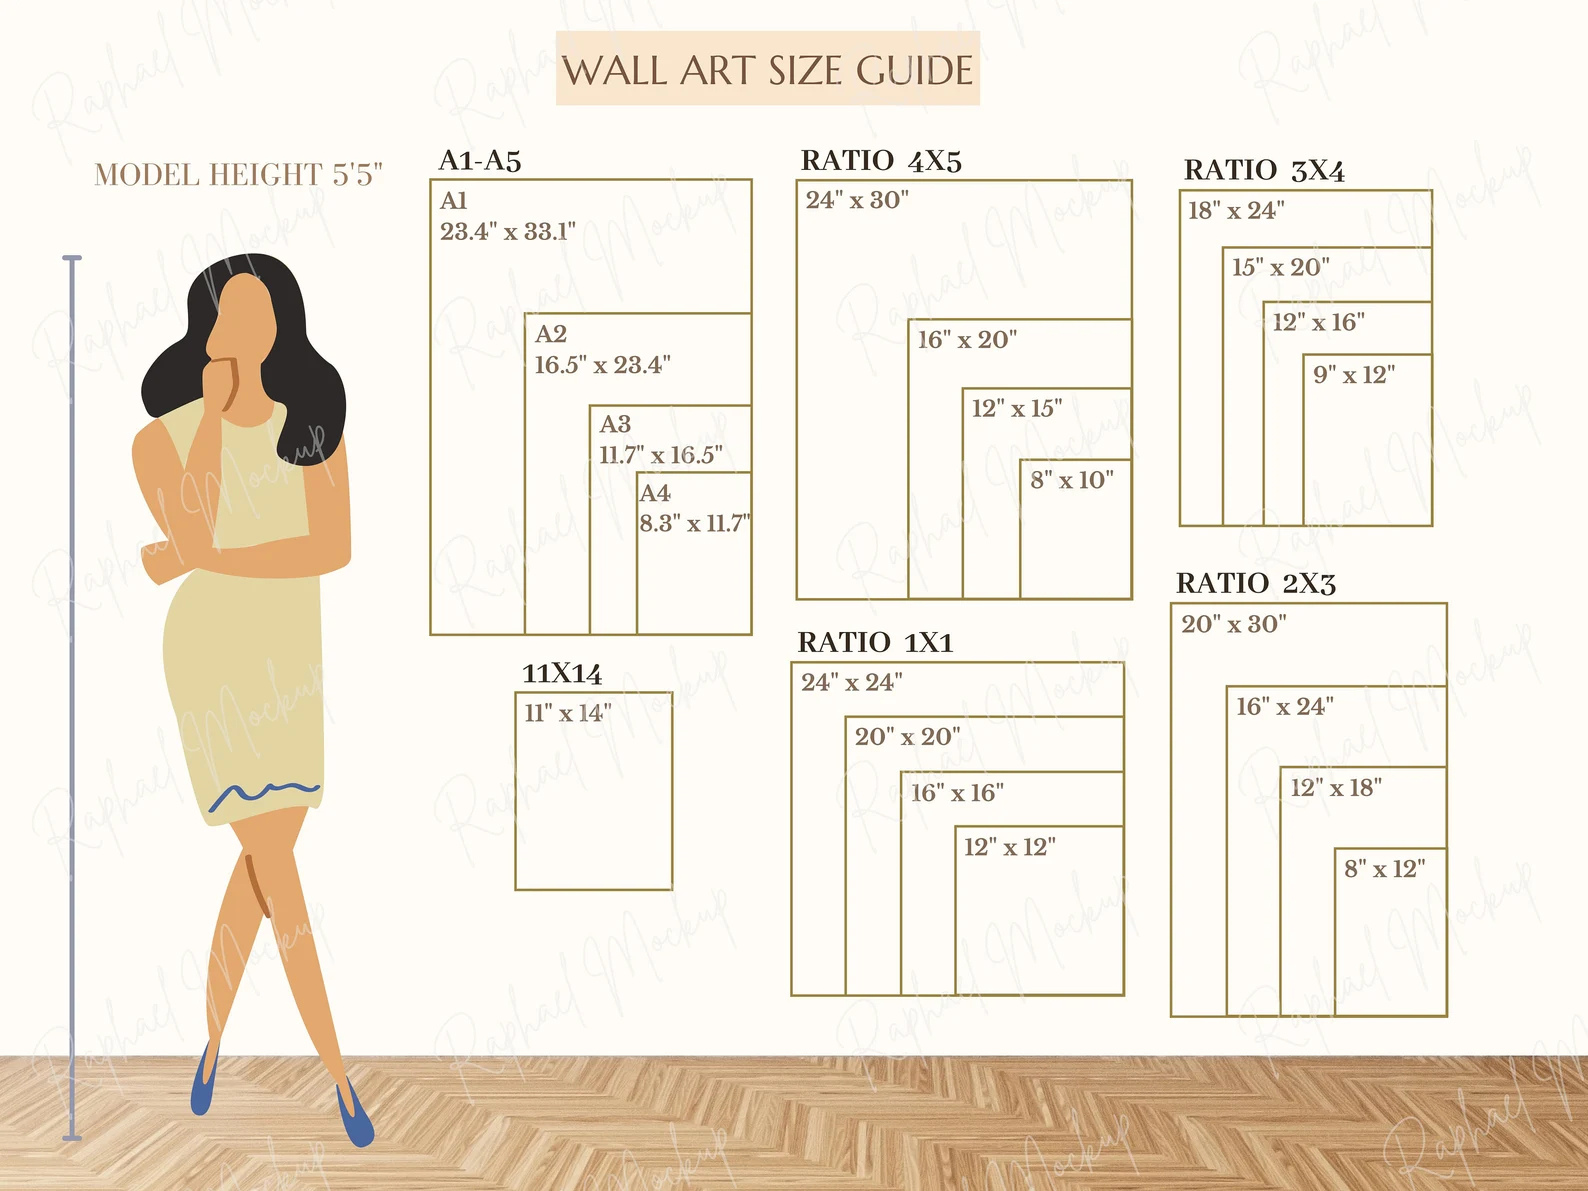 WALL ART SIZE GUIDE
MODEL HEIGHT 5'5"
A1-A5
A1
23.4" x 33.1"
A2
16.5" x 23.4"
A3
11.7" x 16.5"
A4
8.3" x 11.7"
11X14
11" x 14"
RATIO 4X5
24" x 30"
16" x 20"
12" x 15"
8" x 10"
RATIO 1X1
24" x 24"
20" x 20"
16" x 16"
12" x 12"
RATIO 3X4
18" x 24"
15" x 20"
12" x 16"
9" x 12"
RATIO 2X3
20" x 30"
16" x 24"
12" x 18"
8" x 12"
Raphael Mockup